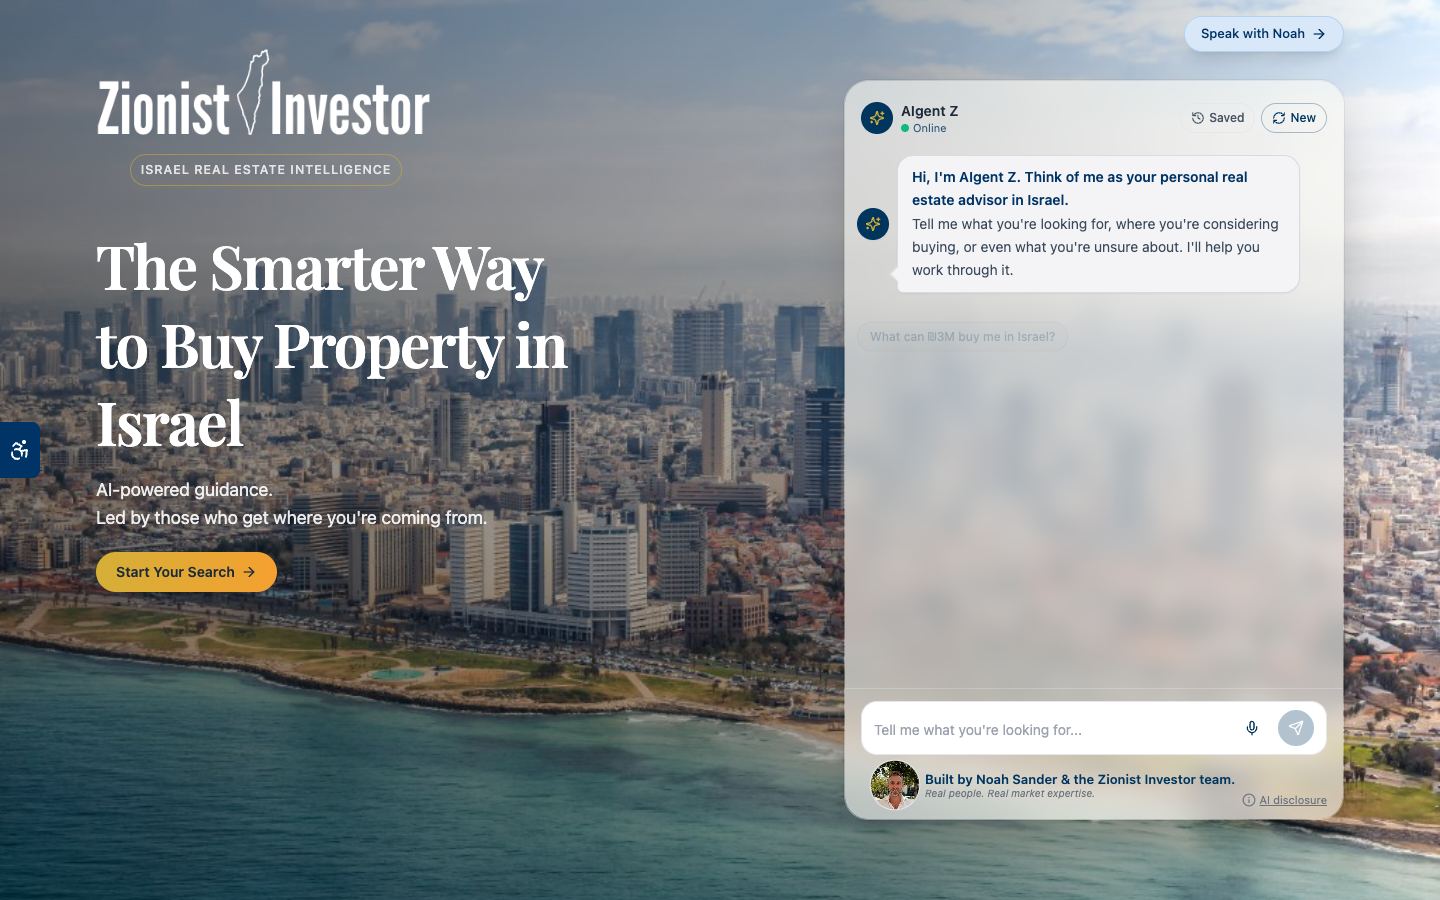 Zionist Investor
ISRAEL REAL ESTATE INTELLIGENCE
The Smarter Way
to Buy Property in
Israel
AI-powered guidance.
Led by those who get where you're coming from.
Start Your Search
Speak with Noah
AIgent Z
Online
Saved
New
Hi, I'm AIgent Z. Think of me as your personal real
estate advisor in Israel.
Tell me what you're looking for, where you're considering
buying, or even what you're unsure about. I'll help you
work through it.
What can ₪3M buy me in Israel?
Tell me what you're looking for...
Built by Noah Sander & the Zionist Investor team.
Real people. Real market expertise.
AI disclosure